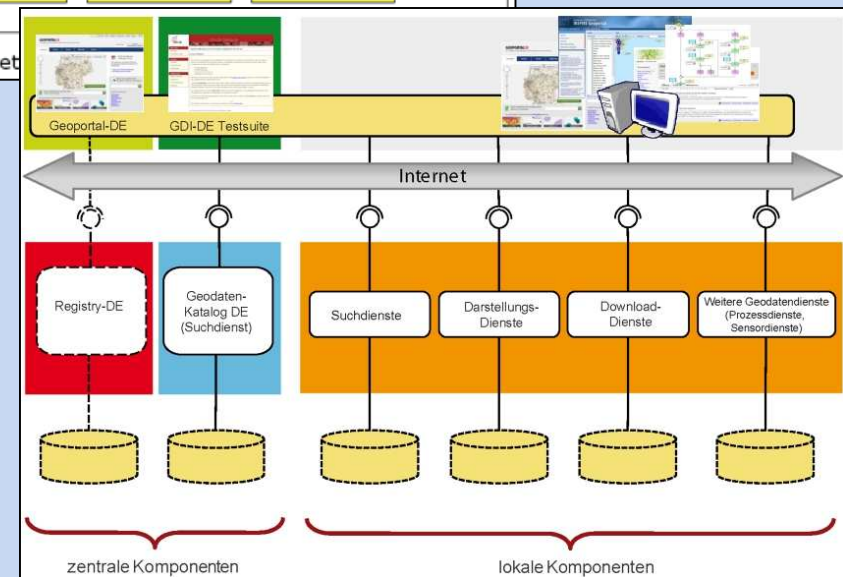 et
Geoportal-DE
GDI-DE Testsuite
Internet
Registry-DE
Geodaten-
Katalog DE
(Suchdienst)
Suchdienste
Darstellungs-
Dienste
Download-
Dienste
Weitere Geodatendienste
(Prozessdienste,
Sensordienste)
zentrale Komponenten
lokale Komponenten